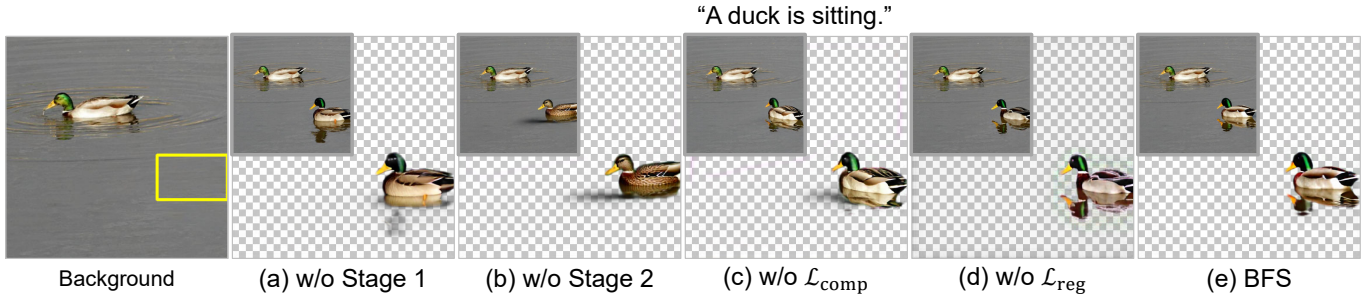 “A duck is sitting.”
Background
(a) w/o Stage 1
(b) w/o Stage 2
(c) w/o ℒcomp
(d) w/o ℒreg
(e) BFS